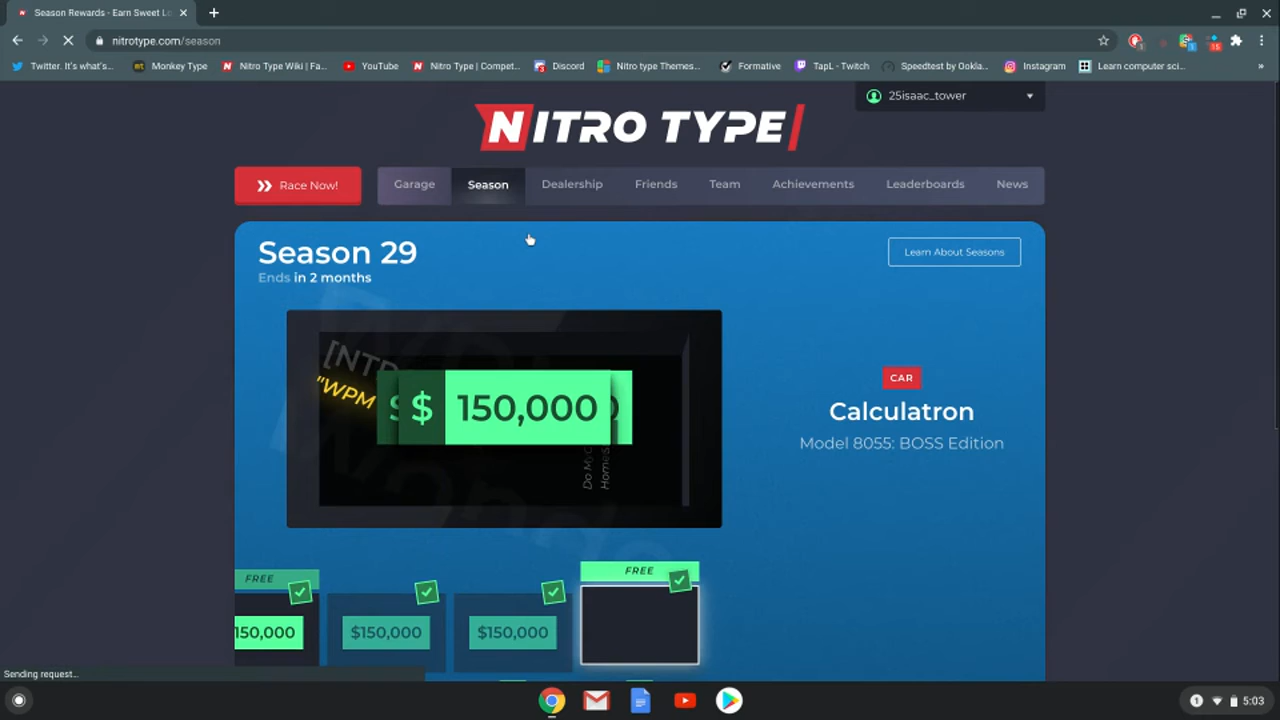 Season Rewards - Earn Sweet L
nitrotype.com/season
Twitter. It's what's...
Monkey Type
Nitro Type Wiki | Fa...
YouTube
Nitro Type | Compet...
Discord
Nitro type Themes...
Formative
TapL - Twitch
Speedtest by Ookla...
Instagram
Learn computer sci...
»
25isaac_tower
NITRO TYPE
Race Now!
Garage
Season
Dealership
Friends
Team
Achievements
Leaderboards
News
Season 29
Ends in 2 months
Learn About Seasons
"WPM
$ 150,000
CAR
Calculatron
Model 8055: BOSS Edition
FREE
FREE
150,000
$150,000
$150,000
Sending request...
1
5:03